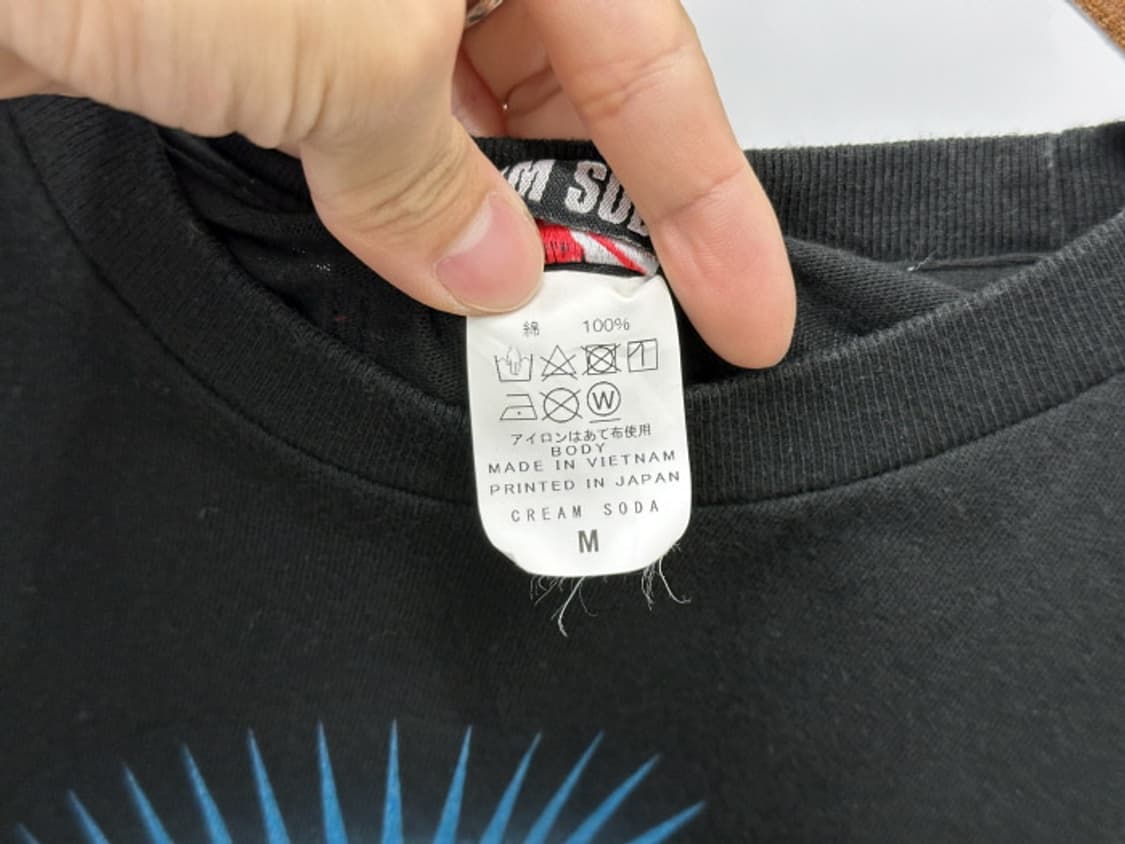 M SO
綿 100%
W
アイロンはあて布使用
BODY
MADE IN VIETNAM
PRINTED IN JAPAN
CREAM SODA
M